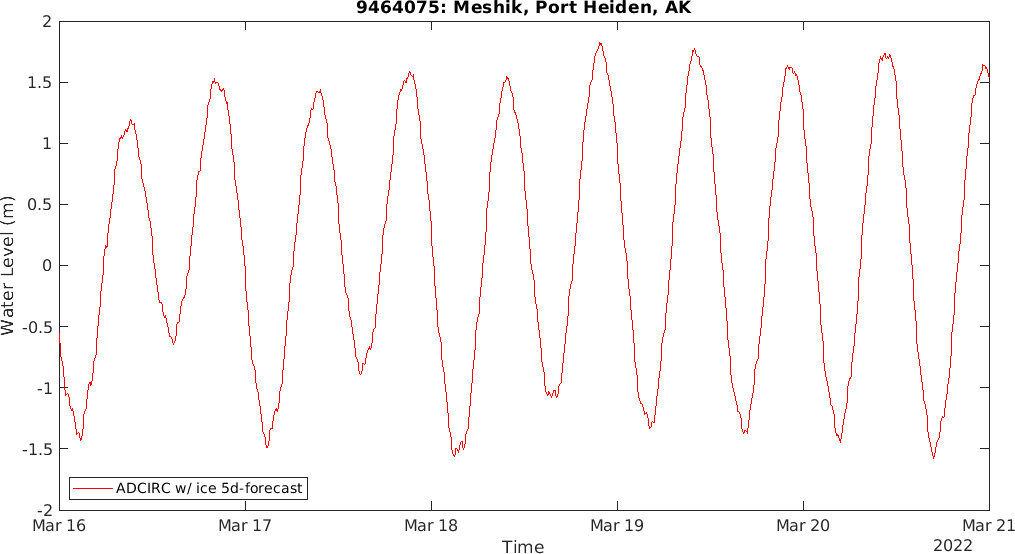 9464075: Meshik, Port Heiden, AK
2
1.5
1
0.5
0
-0.5
-1
-1.5
-2
Water Level (m)
ADCIRC w/ ice 5d-forecast
Mar 16 Mar 17 Mar 18 Mar 19 Mar 20 Mar 21
Time
2022